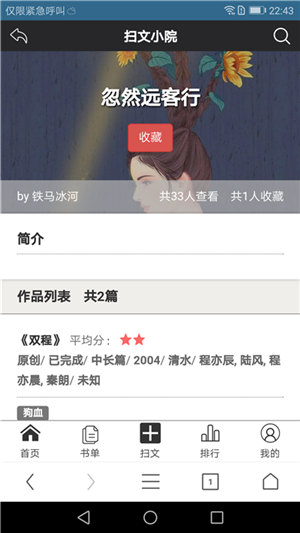 仅限紧急呼叫
22:43
扫文小院
忽然远客行
收藏
by 铁马冰河 共33人查看 共1人收藏
简介
作品列表 共2篇
《双程》 平均分：
原创/ 已完成/ 中长篇/ 2004/ 清水/ 程亦辰, 陆风, 程
亦晨, 秦朗/ 未知
狗血
首页 书单 扫文 排行 我的
1